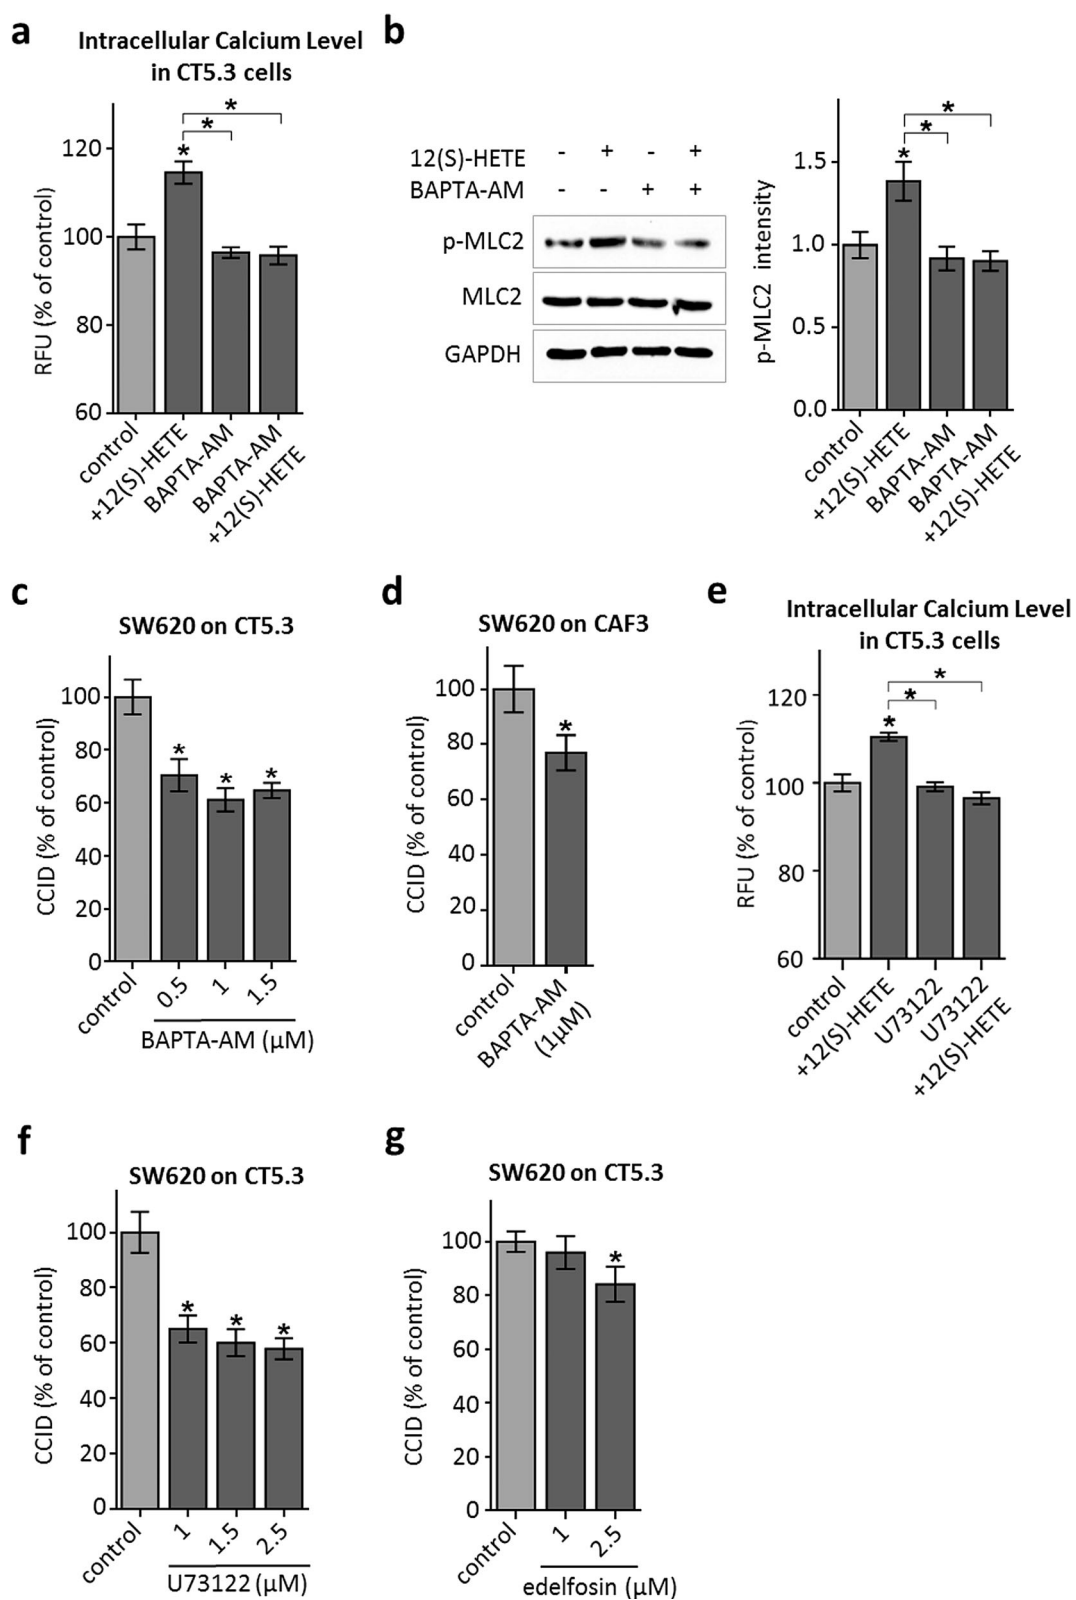 a
Intracellular Calcium Level
in CT5.3 cells
RFU (% of control)
120
100
80
60
*
*
*
control
+12(S)-HETE
BAPTA-AM
BAPTA-AM
+12(S)-HETE
b
12(S)-HETE - + - +
BAPTA-AM - - + +
p-MLC2
MLC2
GAPDH
p-MLC2 intensity
1.5
1.0
0.5
0.0
*
*
*
control
+12(S)-HETE
BAPTA-AM
BAPTA-AM
+12(S)-HETE
c
SW620 on CT5.3
CCID (% of control)
100
80
60
40
20
0
* * *
control
0.5
1
1.5
BAPTA-AM (µM)
d
SW620 on CAF3
CCID (% of control)
100
80
60
40
20
0
*
control
BAPTA-AM
(1µM)
e
Intracellular Calcium Level
in CT5.3 cells
RFU (% of control)
120
100
80
60
*
*
*
control
+12(S)-HETE
U73122
U73122
+12(S)-HETE
f
SW620 on CT5.3
CCID (% of control)
100
80
60
40
20
0
* * *
control
1
1.5
2.5
U73122 (µM)
g
SW620 on CT5.3
CCID (% of control)
100
80
60
40
20
0
*
control
1
2.5
edelfosin (µM)